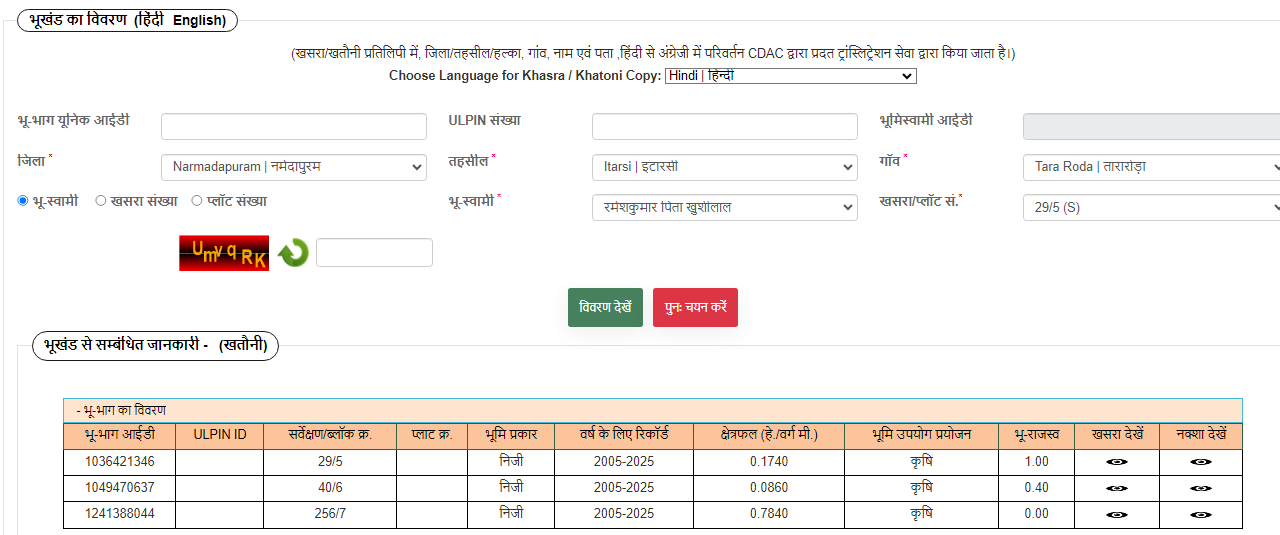 भूखंड का विवरण (हिंदी English)
(खसरा/खतौनी प्रतिलिपी में, जिला/तहसील/हल्का, गांव, नाम एवं पता ,हिंदी से अंग्रेजी में परिवर्तन CDAC द्वारा प्रदत ट्रांस्लिट्रेशन सेवा द्वारा किया जाता है।)
Choose Language for Khasra / Khatoni Copy: Hindi | हिन्दी
भू-भाग यूनिक आईडी ULPIN संख्या भूमिस्वामी आईडी
जिला * Narmadapuram | नर्मदापुरम तहसील * Itarsi | इटारसी गाँव * Tara Roda | तारारोड़ा
भू-स्वामी खसरा संख्या प्लॉट संख्या भू-स्वामी * रमेशकुमार पिता खुशीलाल खसरा/प्लॉट सं.* 29/5 (S)
UmvqRK
विवरण देखें पुनः चयन करें
भूखंड से सम्बंधित जानकारी - (खतौनी)
- भू-भाग का विवरण
भू-भाग आईडी ULPIN ID सर्वेक्षण/ब्लॉक क्र. प्लाट क्र. भूमि प्रकार वर्ष के लिए रिकॉर्ड क्षेत्रफल (हे./वर्ग मी.) भूमि उपयोग प्रयोजन भू-राजस्व खसरा देखें नक्शा देखें
1036421346 29/5 निजी 2005-2025 0.1740 कृषि 1.00
1049470637 40/6 निजी 2005-2025 0.0860 कृषि 0.40
1241388044 256/7 निजी 2005-2025 0.7840 कृषि 0.00